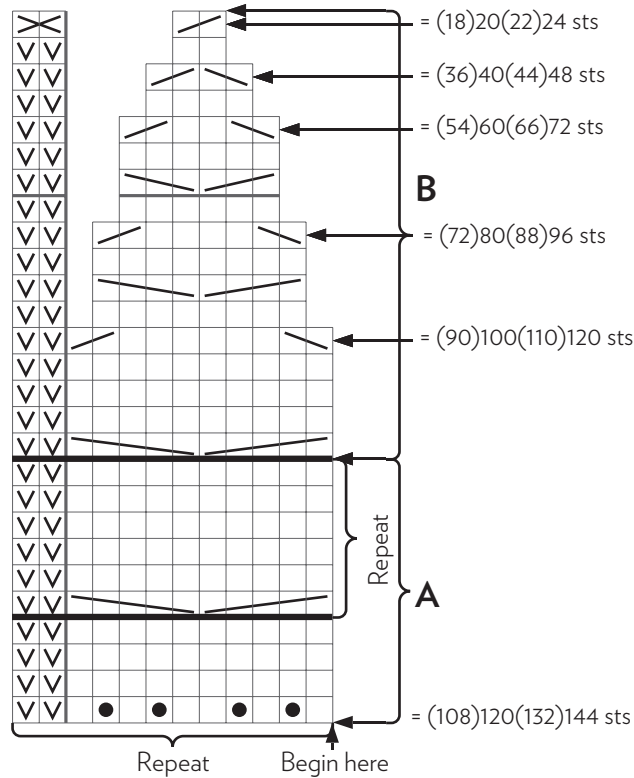 = (18)20(22)24 sts
= (36)40(44)48 sts
= (54)60(66)72 sts
B
= (72)80(88)96 sts
= (90)100(110)120 sts
Repeat
A
= (108)120(132)144 sts
Repeat
Begin here